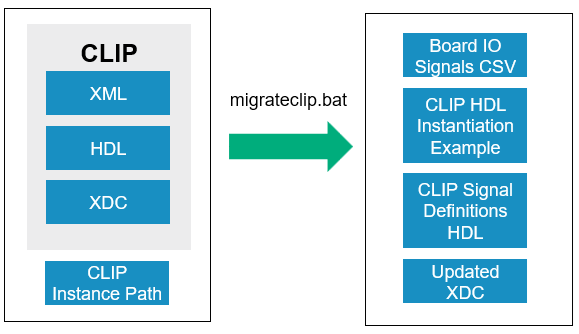 CLIP
XML
HDL
XDC
CLIP
Instance Path
migrateclip.bat
Board IO
Signals CSV
CLIP HDL
Instantiation
Example
CLIP Signal
Definitions
HDL
Updated
XDC